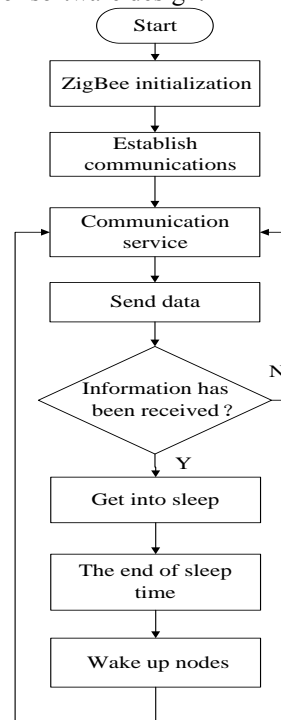 Start
ZigBee initialization
Establish
communications
Communication
service
Send data
Information has
been received ?
N
Y
Get into sleep
The end of sleep
time
Wake up nodes